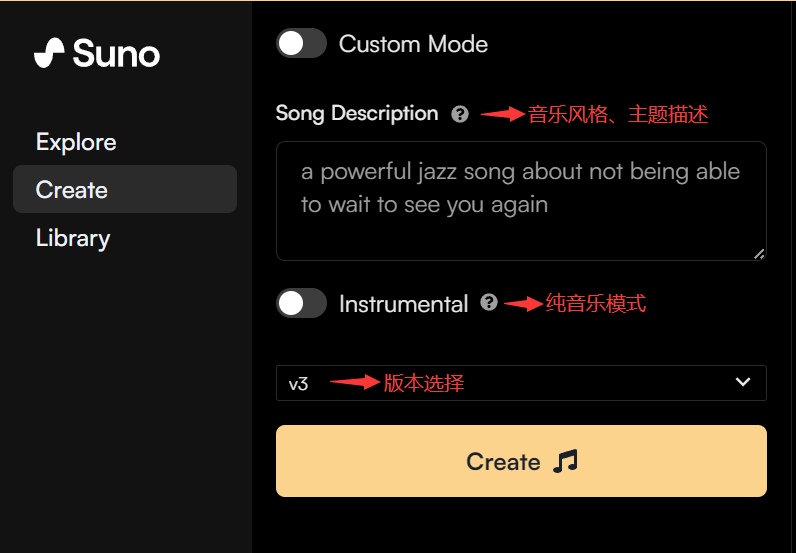 Suno
Explore
Create
Library
Custom Mode
Song Description ? 音乐风格、主题描述
a powerful jazz song about not being able
to wait to see you again
Instrumental ? 纯音乐模式
v3 版本选择
Create